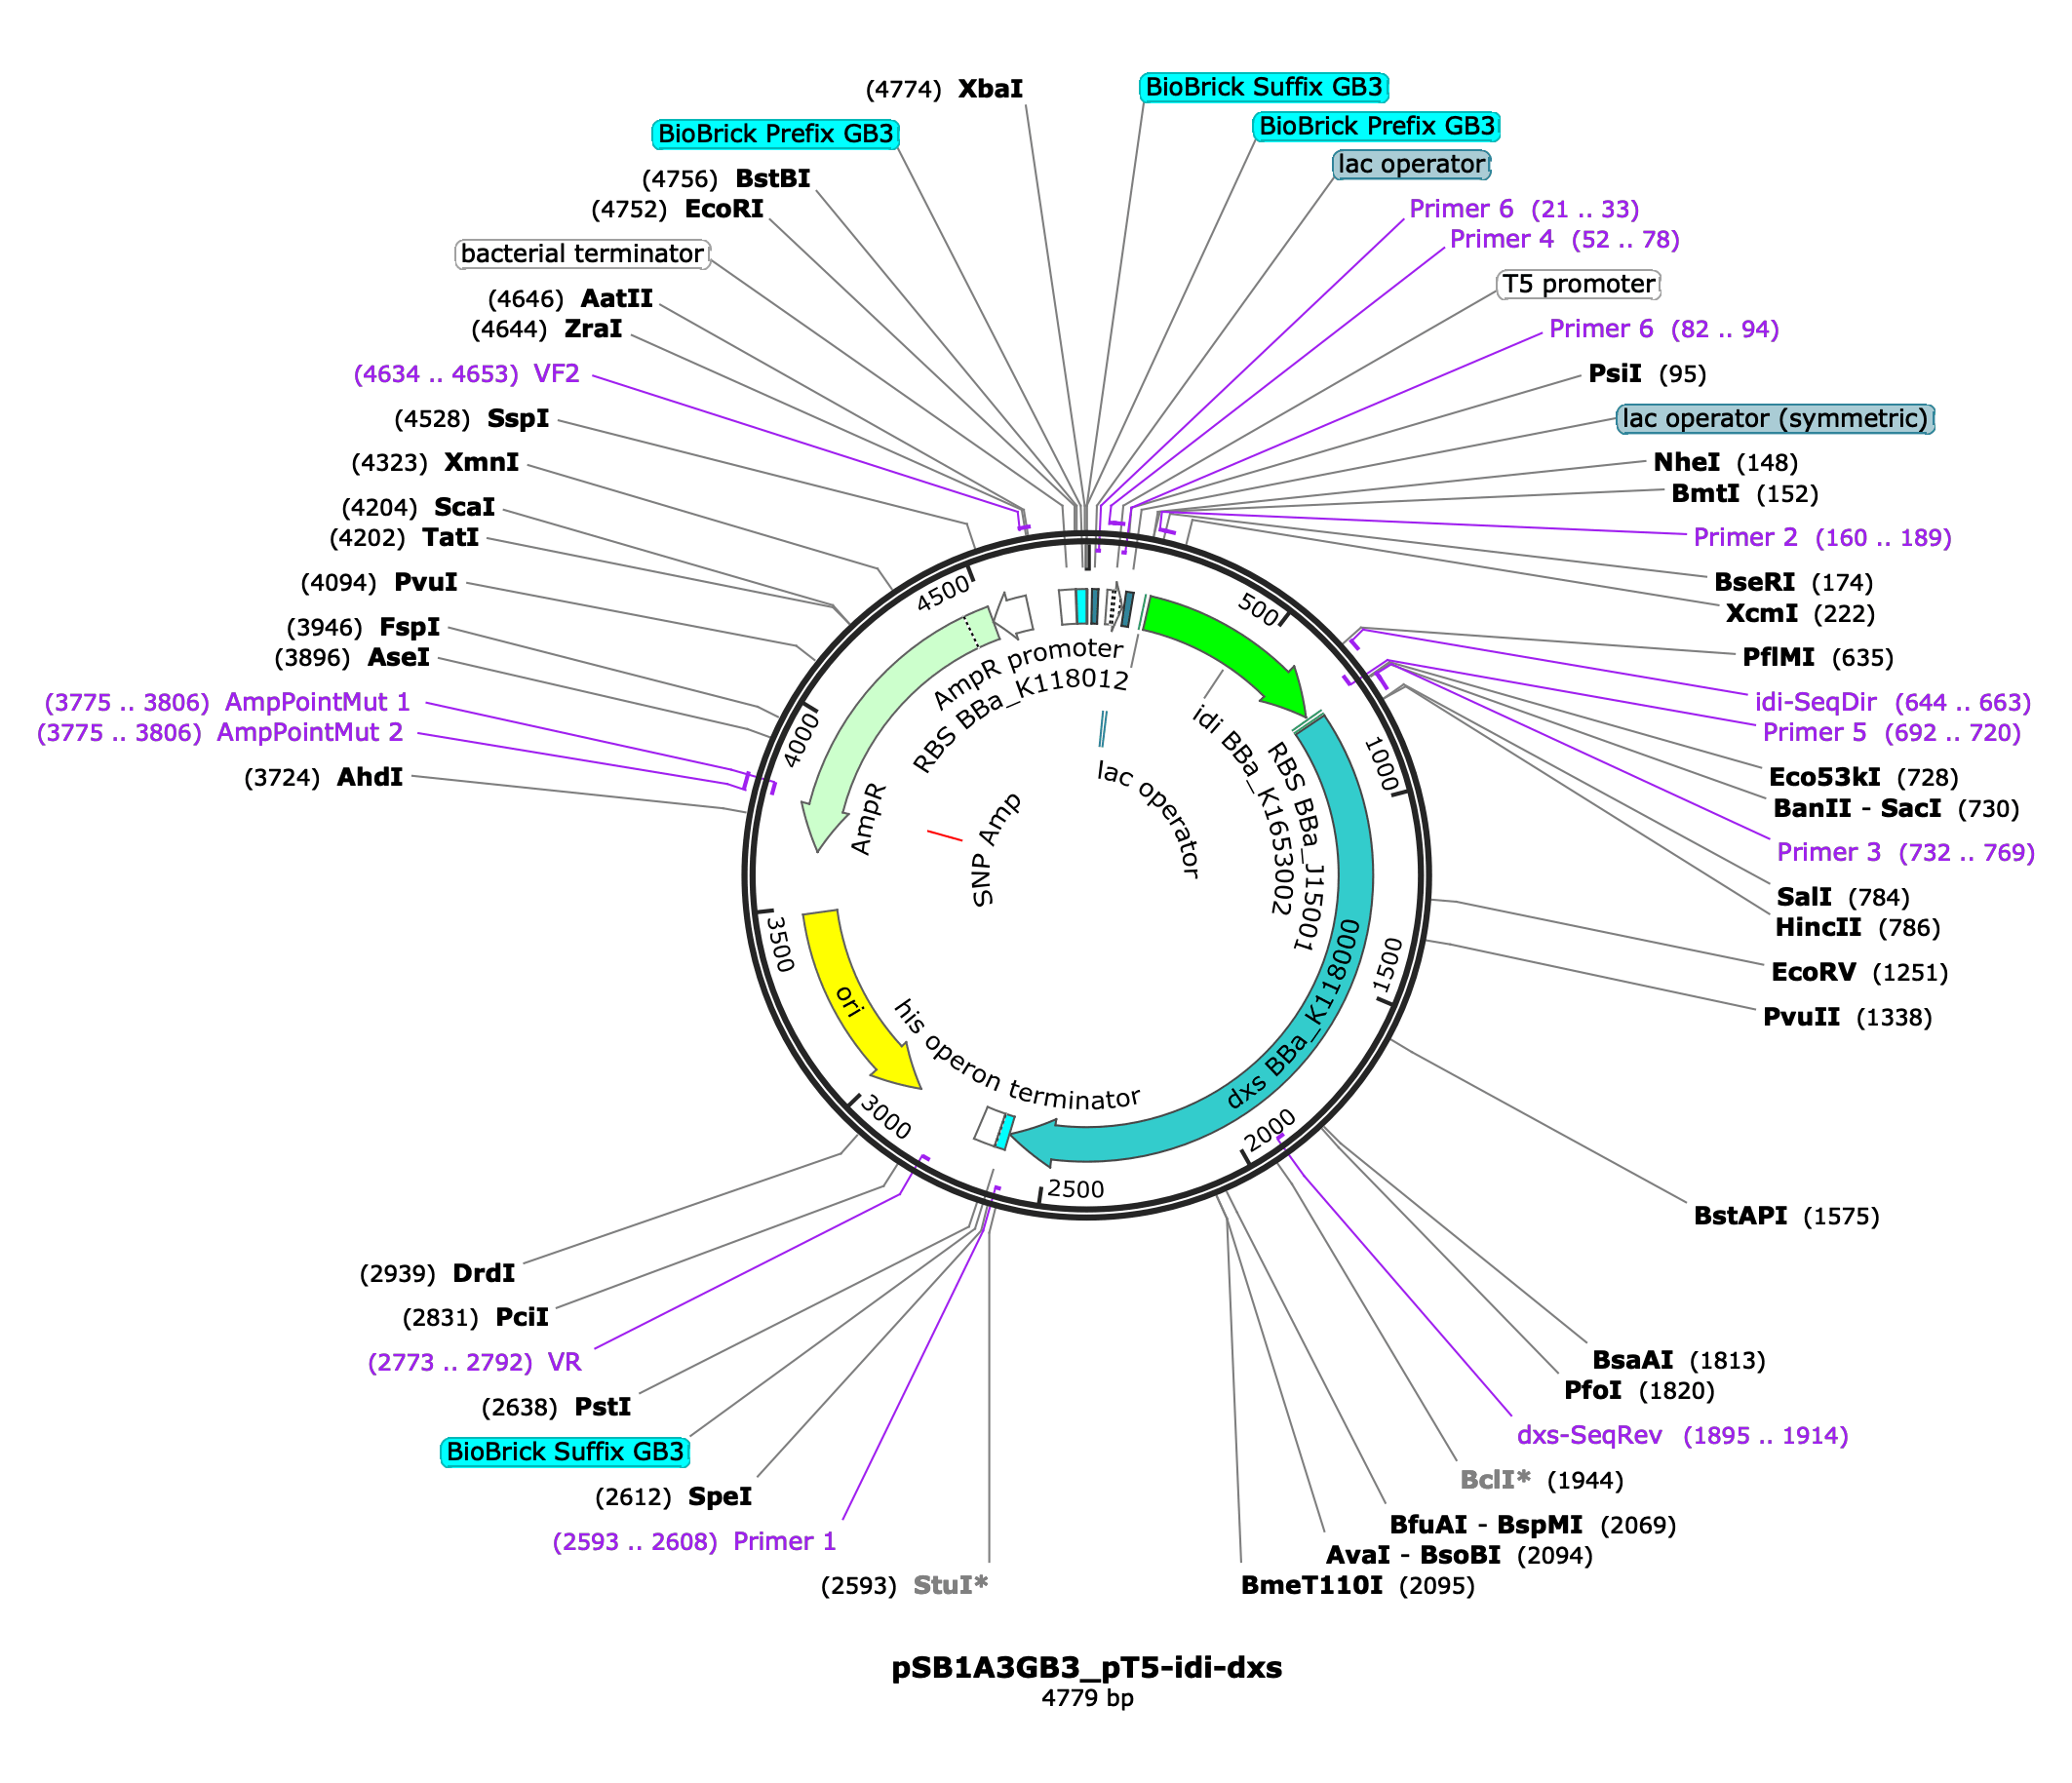 (4774) XbaI
BioBrick Suffix GB3
BioBrick Prefix GB3
BioBrick Prefix GB3
lac operator
(4756) BstBI
(4752) EcoRI
Primer 6 (21 .. 33)
Primer 4 (52 .. 78)
bacterial terminator
T5 promoter
(4646) AatII
(4644) ZraI
Primer 6 (82 .. 94)
(4634 .. 4653) VF2
PsiI (95)
(4528) SspI
lac operator (symmetric)
(4323) XmnI
NheI (148)
BmtI (152)
(4204) ScaI
(4202) TatI
Primer 2 (160 .. 189)
(4094) PvuI
BseRI (174)
XcmI (222)
(3946) FspI
(3896) AseI
PflMI (635)
(3775 .. 3806) AmpPointMut 1
(3775 .. 3806) AmpPointMut 2
idi-SeqDir (644 .. 663)
Primer 5 (692 .. 720)
(3724) AhdI
Eco53kI (728)
BanII - SacI (730)
Primer 3 (732 .. 769)
SalI (784)
HincII (786)
EcoRV (1251)
PvuII (1338)
BstAPI (1575)
4500
500
4000
1000
3500
1500
3000
2000
2500
AmpR promoter
RBS BBa_K118012
idi BBa_K1653002
RBS BBa_J15001
lac operator
AmpR
SNP Amp
dxs BBa_K118000
ori
his operon terminator
(2939) DrdI
(2831) PciI
(2773 .. 2792) VR
(2638) PstI
BioBrick Suffix GB3
(2612) SpeI
(2593 .. 2608) Primer 1
(2593) StuI*
BsaAI (1813)
PfoI (1820)
dxs-SeqRev (1895 .. 1914)
BclI* (1944)
BfuAI - BspMI (2069)
AvaI - BsoBI (2094)
BmeT110I (2095)
pSB1A3GB3_pT5-idi-dxs
4779 bp